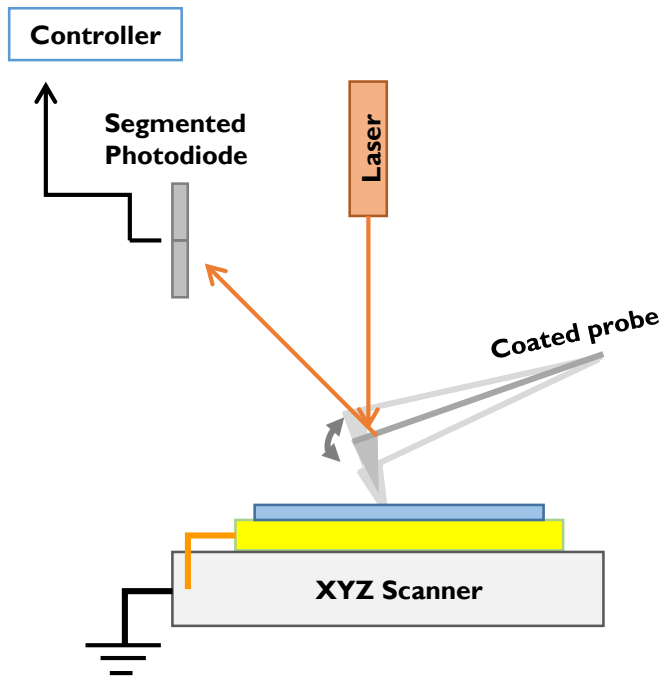 Controller
Segmented
Photodiode
Laser
Coated probe
XYZ Scanner